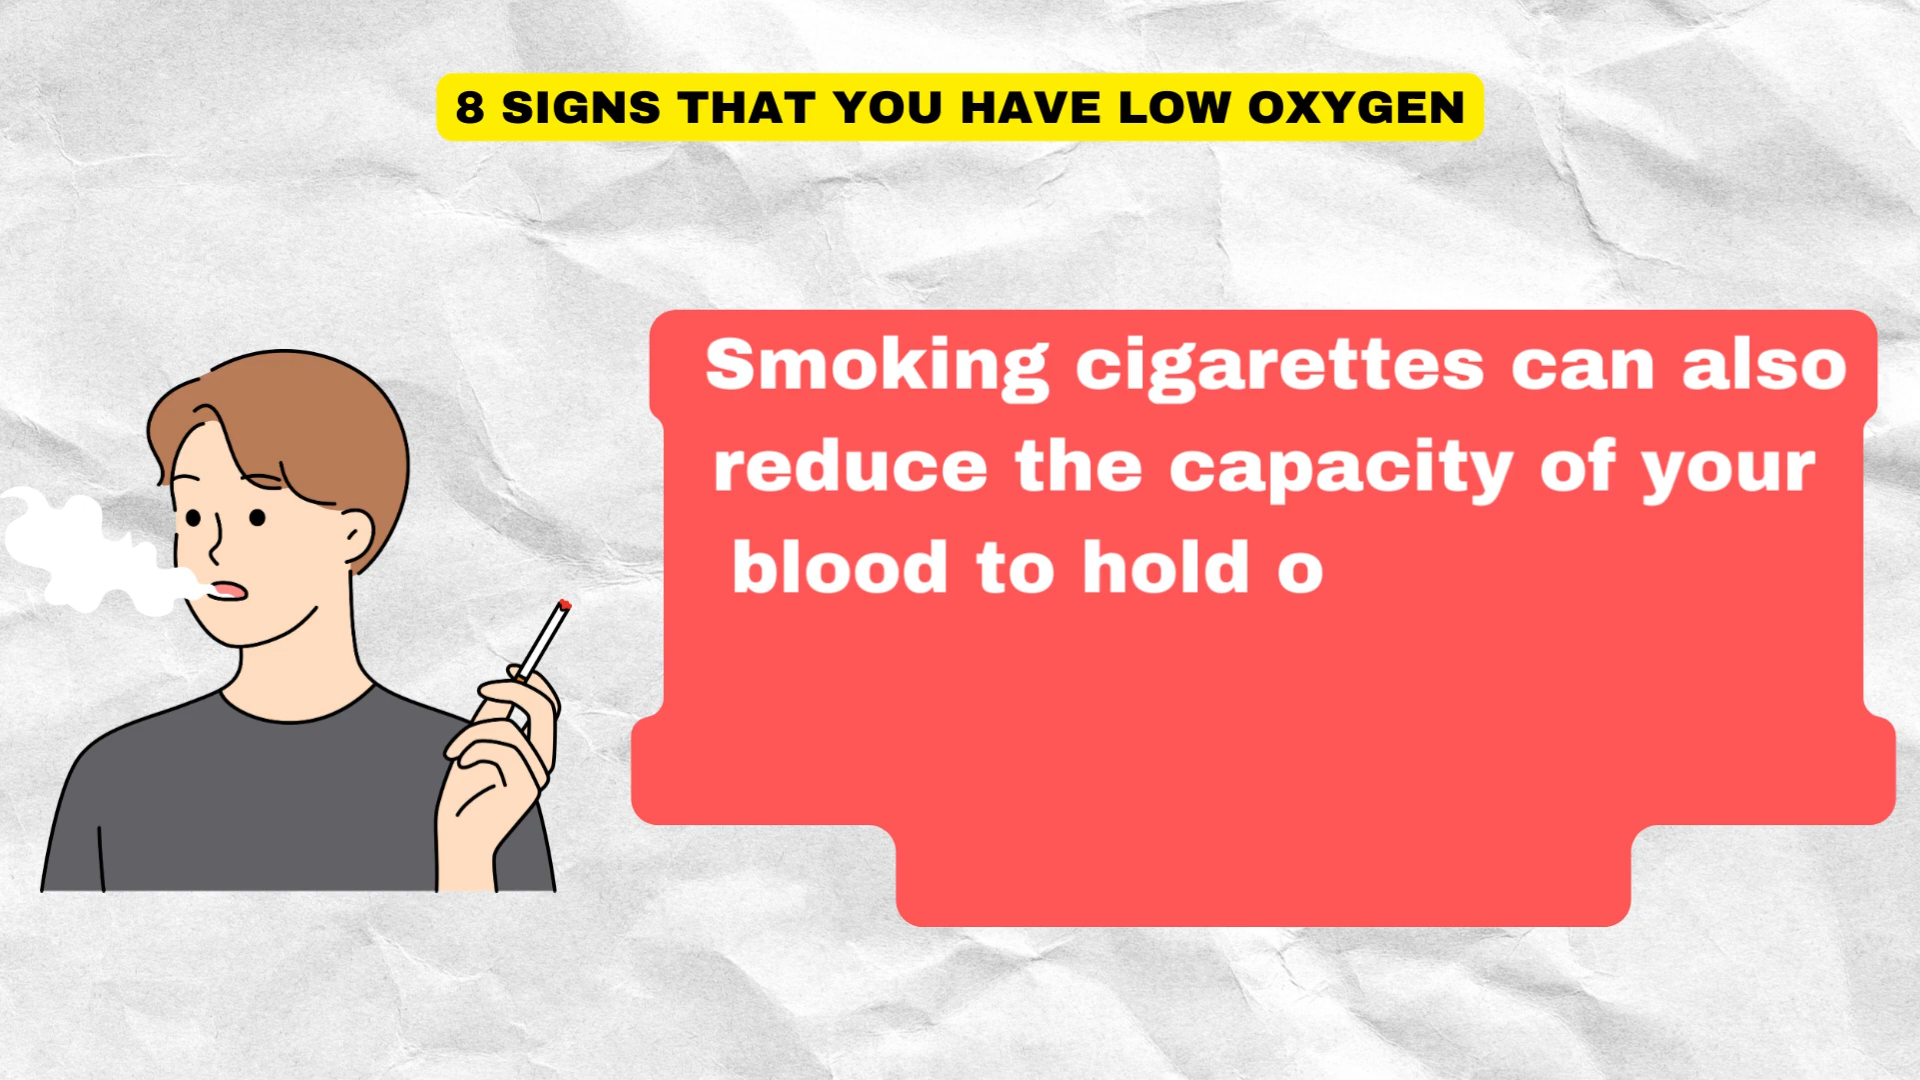 8 SIGNS THAT YOU HAVE LOW OXYGEN
Smoking cigarettes can also
reduce the capacity of your
blood to hold o